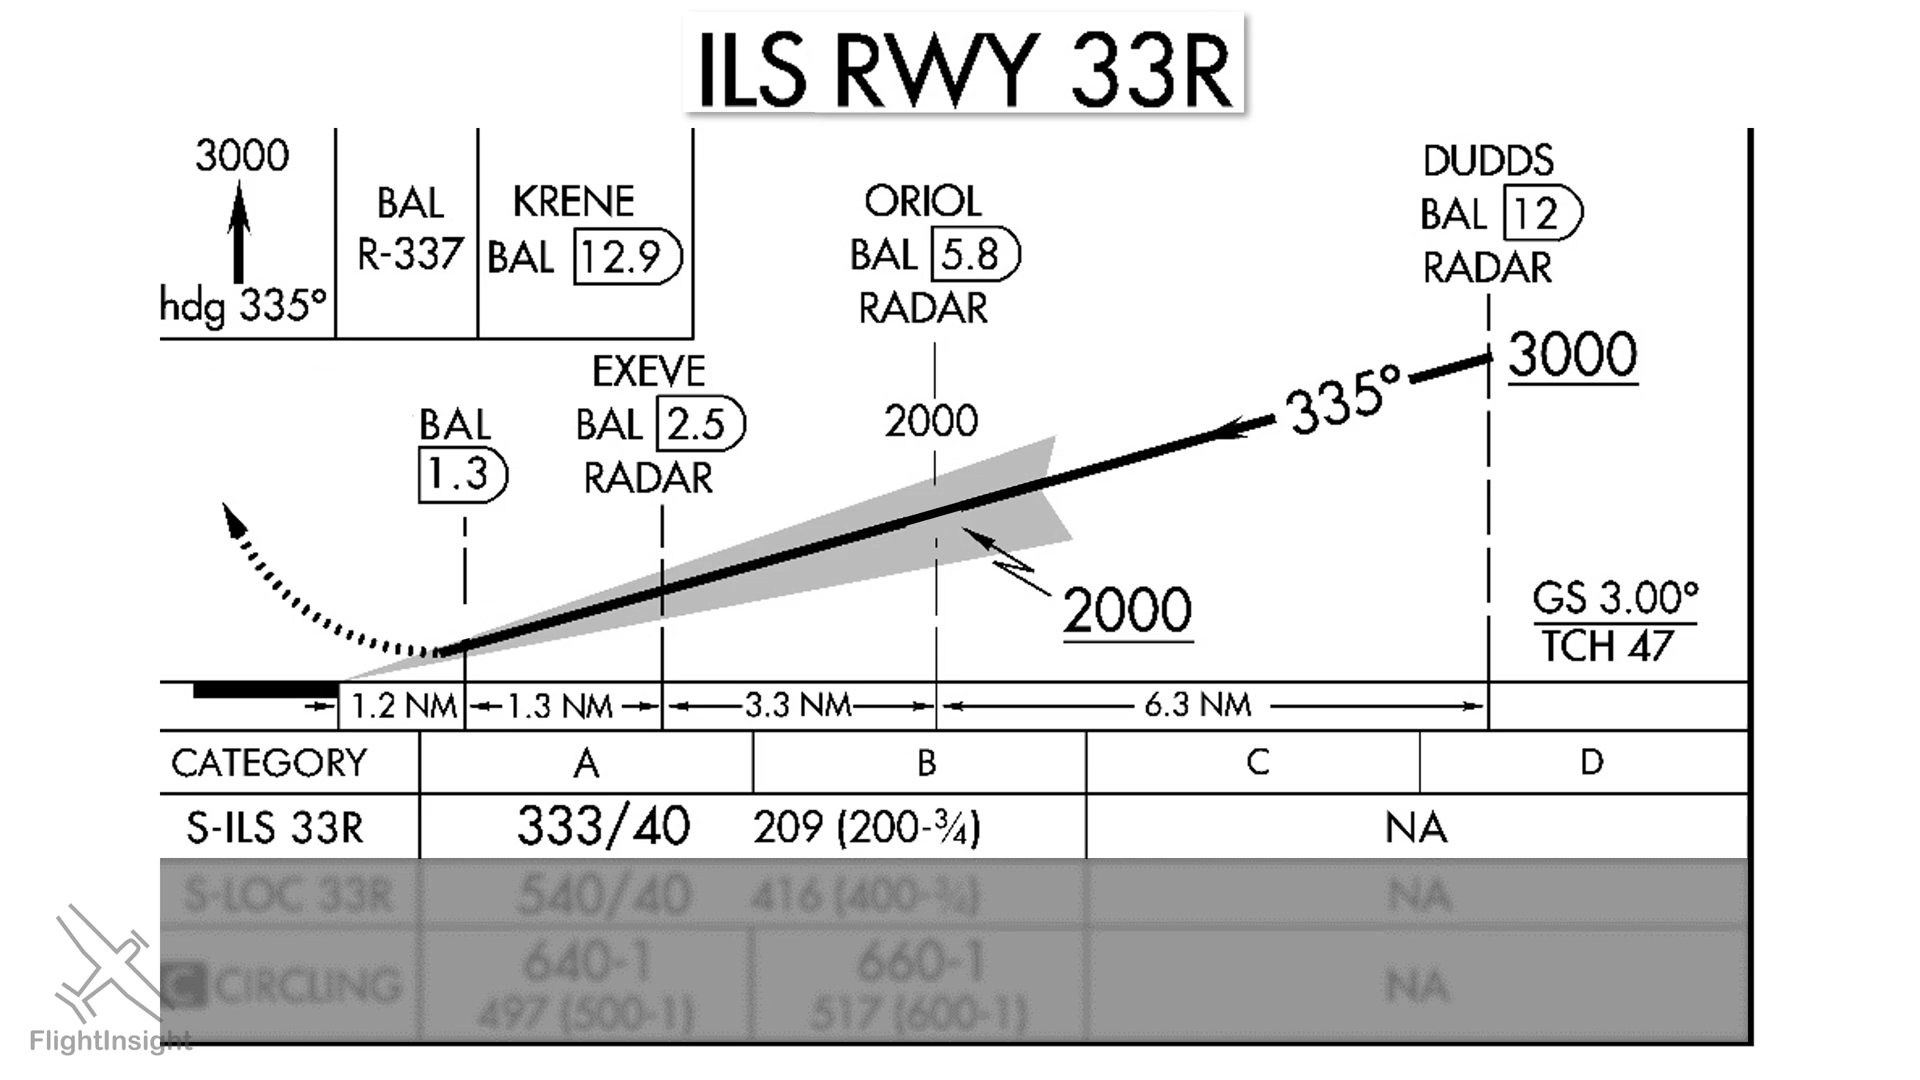 ILS RWY 33R
3000
hdg 335°
BAL
R-337
KRENE
BAL 12.9
ORIOL
BAL 5.8
RADAR
2000
DUDDS
BAL 12
RADAR
3000
335°
EXEVE
BAL 2.5
RADAR
BAL
1.3
2000
GS 3.00°
TCH 47
1.2 NM 1.3 NM 3.3 NM 6.3 NM
CATEGORY A B C D
S-ILS 33R 333/40 209 (200-¾) NA
S-LOC 33R 540/40 416 (400-¾) NA
C CIRCLING 640-1 660-1 NA
497 (500-1) 517 (600-1)
FlightInsight